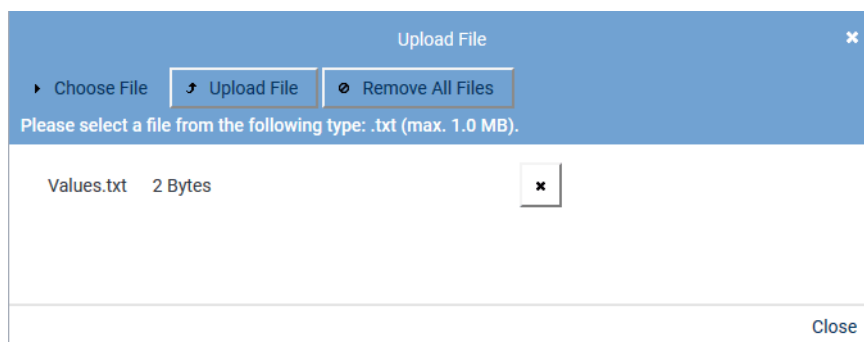 Upload File
Choose File Upload File Remove All Files
Please select a file from the following type: .txt (max. 1.0 MB).
Values.txt 2 Bytes
Close